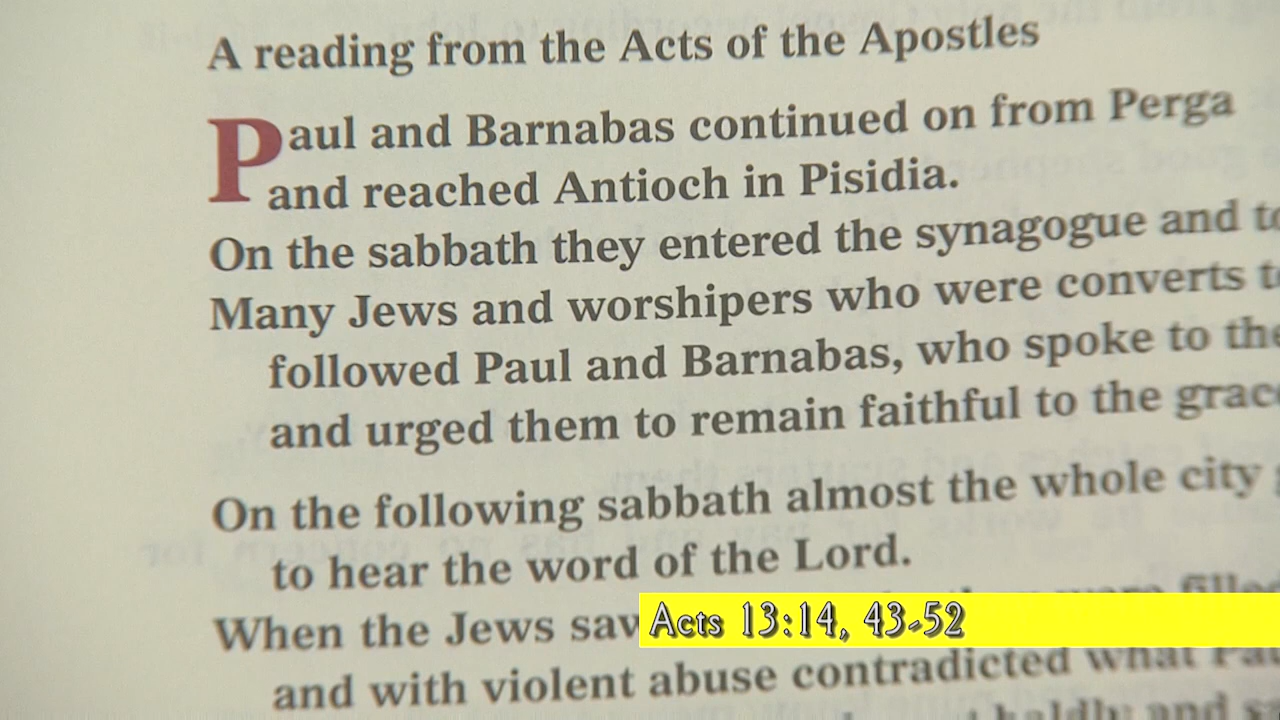 A reading from the Acts of the Apostles
Paul and Barnabas continued on from Perga
and reached Antioch in Pisidia.
On the sabbath they entered the synagogue and
Many Jews and worshipers who were converts
followed Paul and Barnabas, who spoke to
and urged them to remain faithful to the
On the following sabbath almost the whole city
to hear the word of the Lord.
When the Jews were
and with violent abuse contradicted what
boldly and
Acts 13:14, 43-52